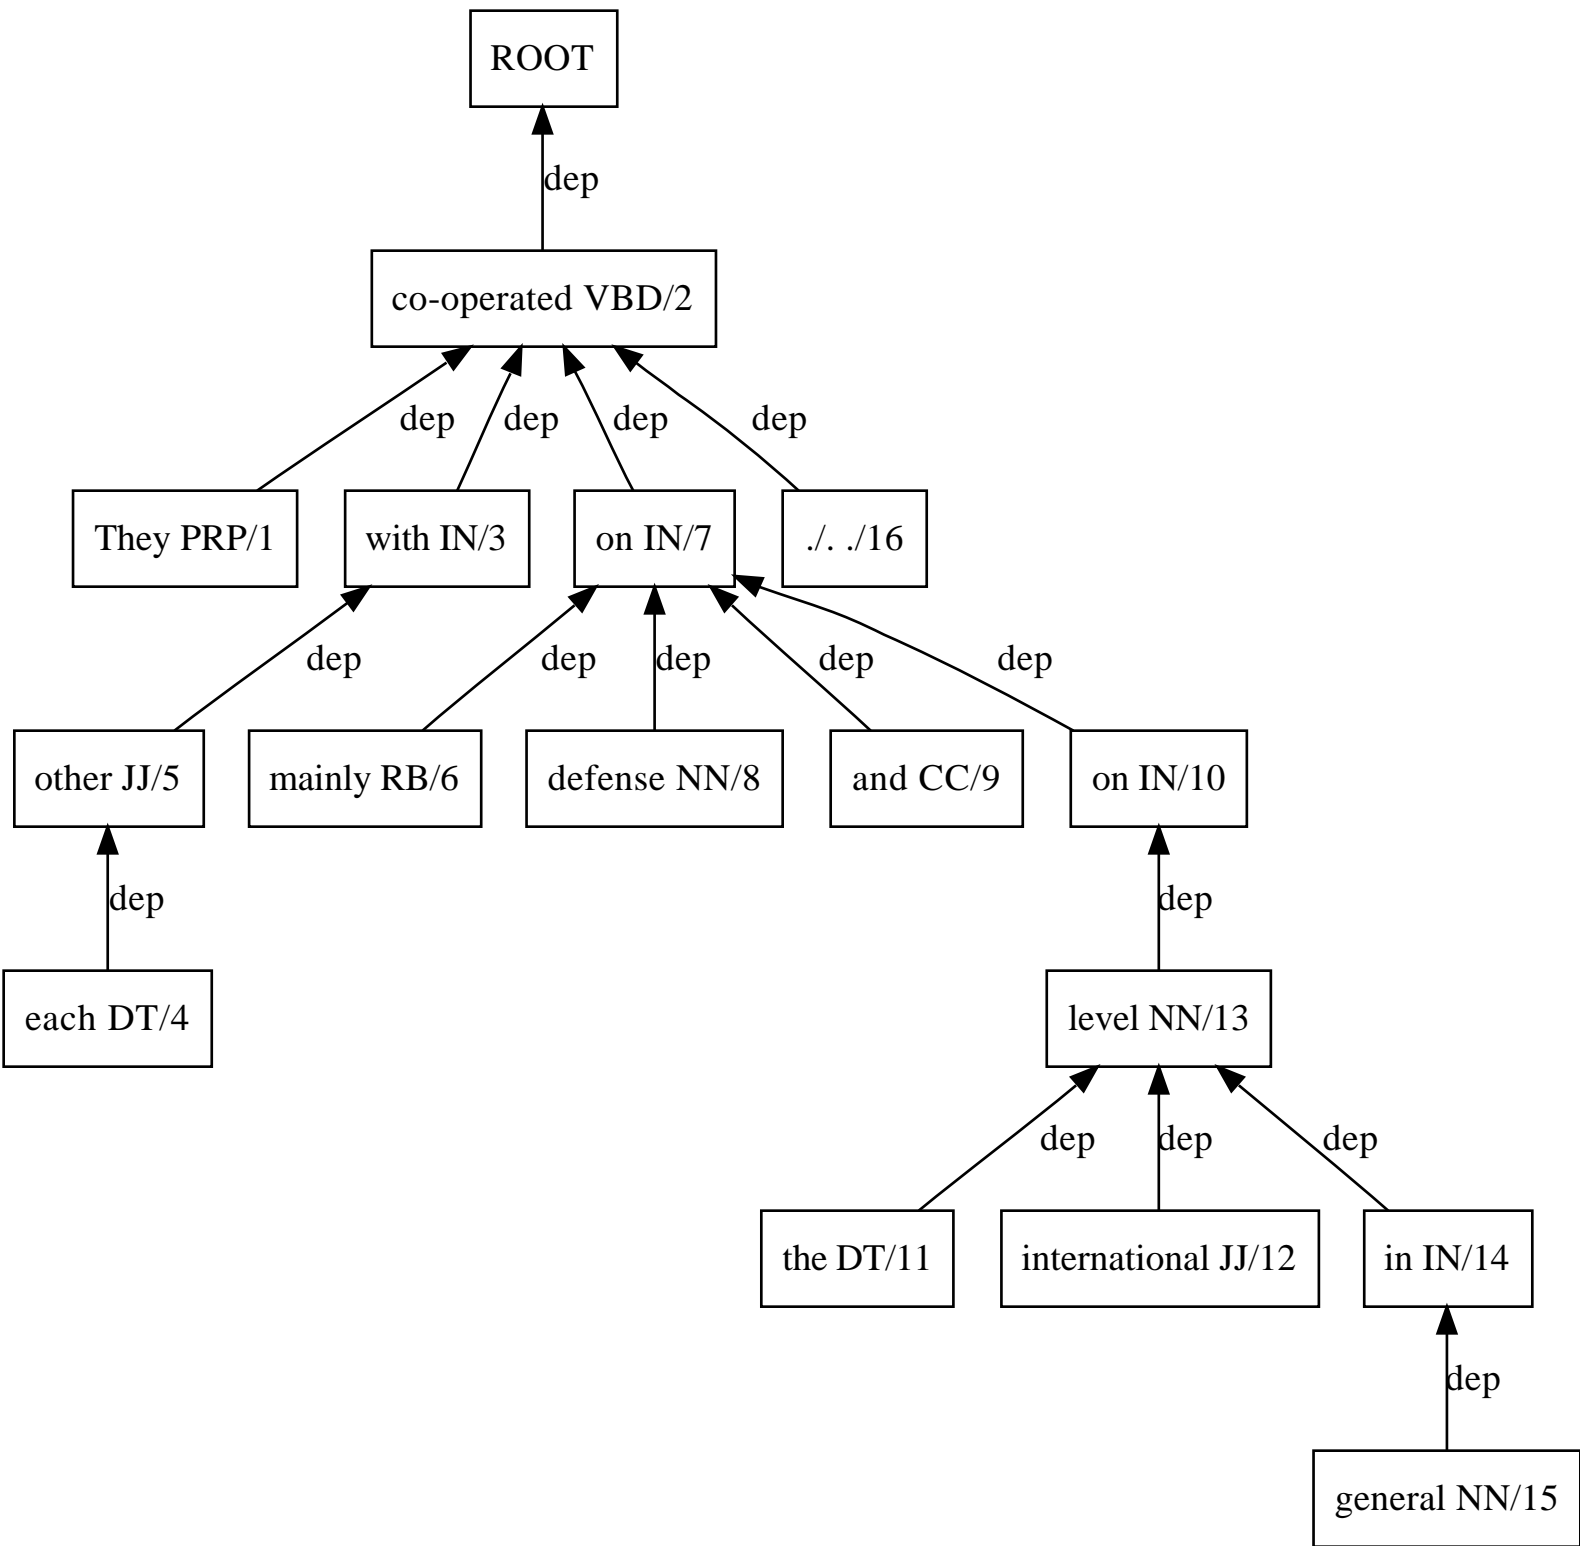 ROOT
dep
co-operated VBD/2
dep dep dep dep
They PRP/1 with IN/3 on IN/7 ./. ./16
dep dep dep dep dep
other JJ/5 mainly RB/6 defense NN/8 and CC/9 on IN/10
dep dep
each DT/4 level NN/13
dep dep dep
the DT/11 international JJ/12 in IN/14
dep
general NN/15